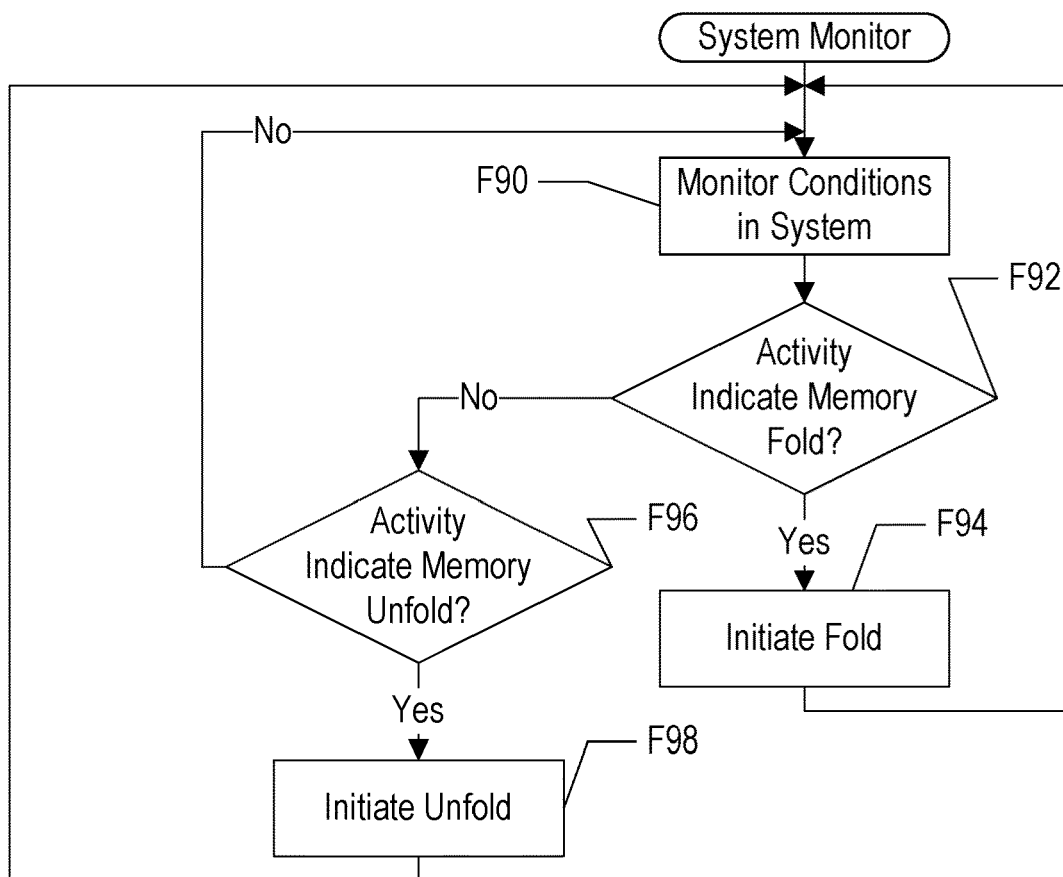 System Monitor
No
F90
Monitor Conditions
in System
F92
Activity
Indicate Memory
Fold?
No
Activity
Indicate Memory
Unfold?
F96
Yes
F94
Initiate Fold
Yes
F98
Initiate Unfold